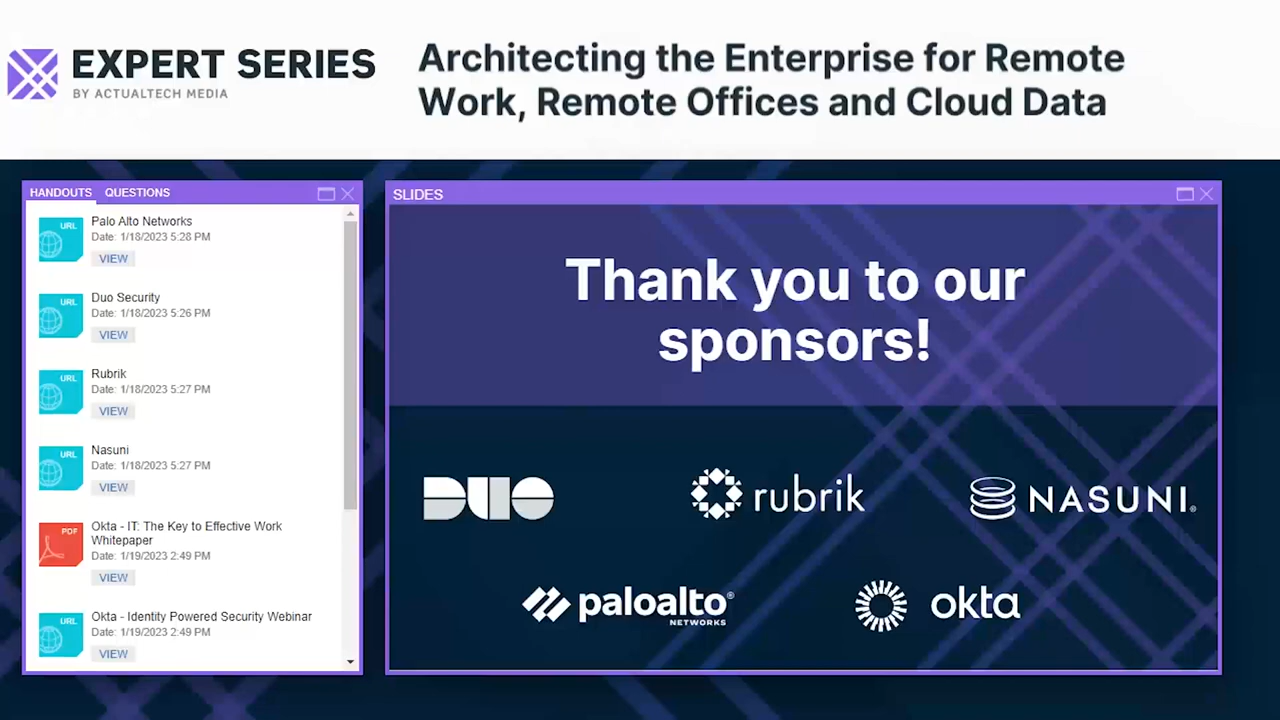 EXPERT SERIES
BY ACTUALTECH MEDIA
Architecting the Enterprise for Remote
Work, Remote Offices and Cloud Data
HANDOUTS QUESTIONS
URL
Palo Alto Networks
Date: 1/18/2023 5:28 PM
VIEW
URL
Duo Security
Date: 1/18/2023 5:26 PM
VIEW
URL
Rubrik
Date: 1/18/2023 5:27 PM
VIEW
URL
Nasuni
Date: 1/18/2023 5:27 PM
VIEW
PDF
Okta - IT: The Key to Effective Work
Whitepaper
Date: 1/19/2023 2:49 PM
VIEW
URL
Okta - Identity Powered Security Webinar
Date: 1/19/2023 2:49 PM
VIEW
SLIDES
Thank you to our
sponsors!
DUO
rubrik
NASUNI®
paloalto®
NETWORKS
okta